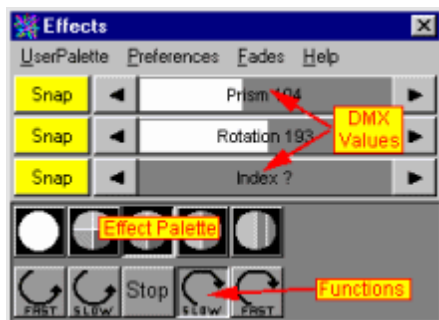 Effects
UserPalette Preferences Fades Help
Snap Prism 104
Snap Rotation 193
DMX Values
Snap Index ?
Effect Palette
FAST SLOW Stop SLOW FAST
Functions